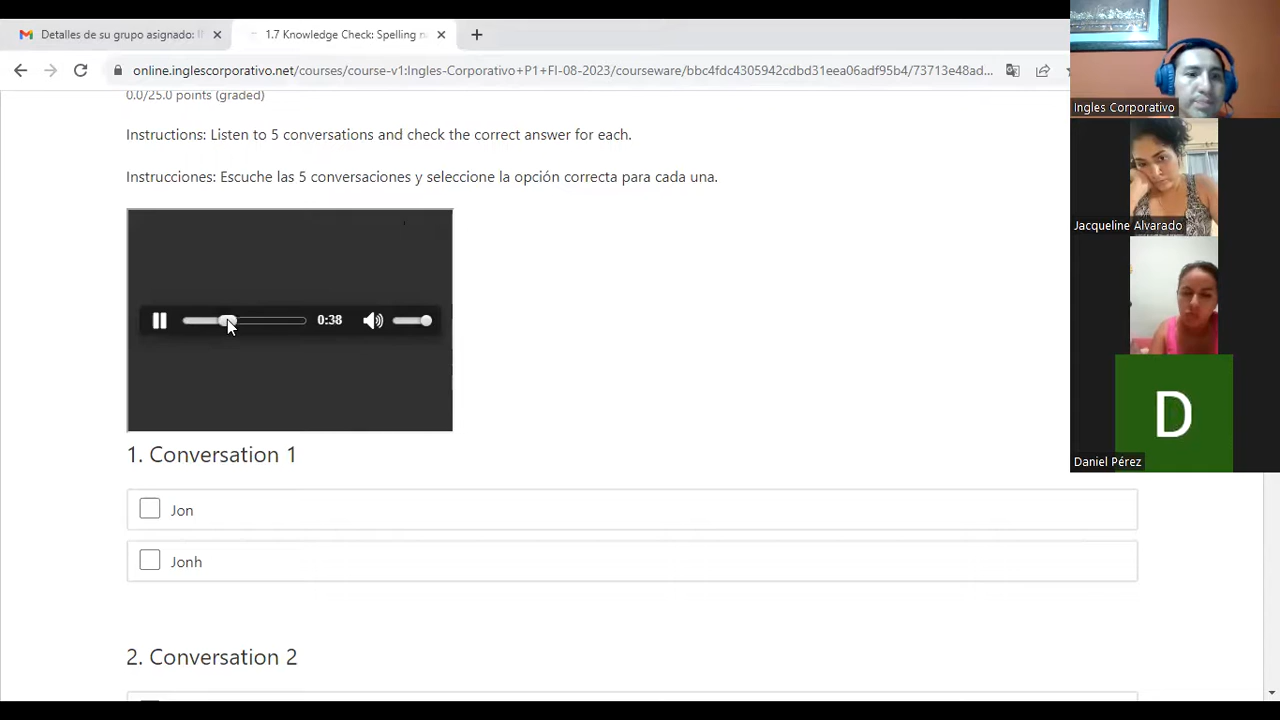 Detalles de su grupo asignado: I
1.7 Knowledge Check: Spelling
online.inglescorporativo.net/courses/course-v1:Ingles-Corporativo+P1+FI-08-2023/courseware/bbc4fd64305942cdbd31eea06adf95b4/73713e48ad...
0.0/25.0 points (graded)
Instructions: Listen to 5 conversations and check the correct answer for each.
Instrucciones: Escuche las 5 conversaciones y seleccione la opción correcta para cada una.
0:38
1. Conversation 1
Jon
Jonh
2. Conversation 2
Ingles Corporativo
Jacqueline Alvarado
D
Daniel Pérez